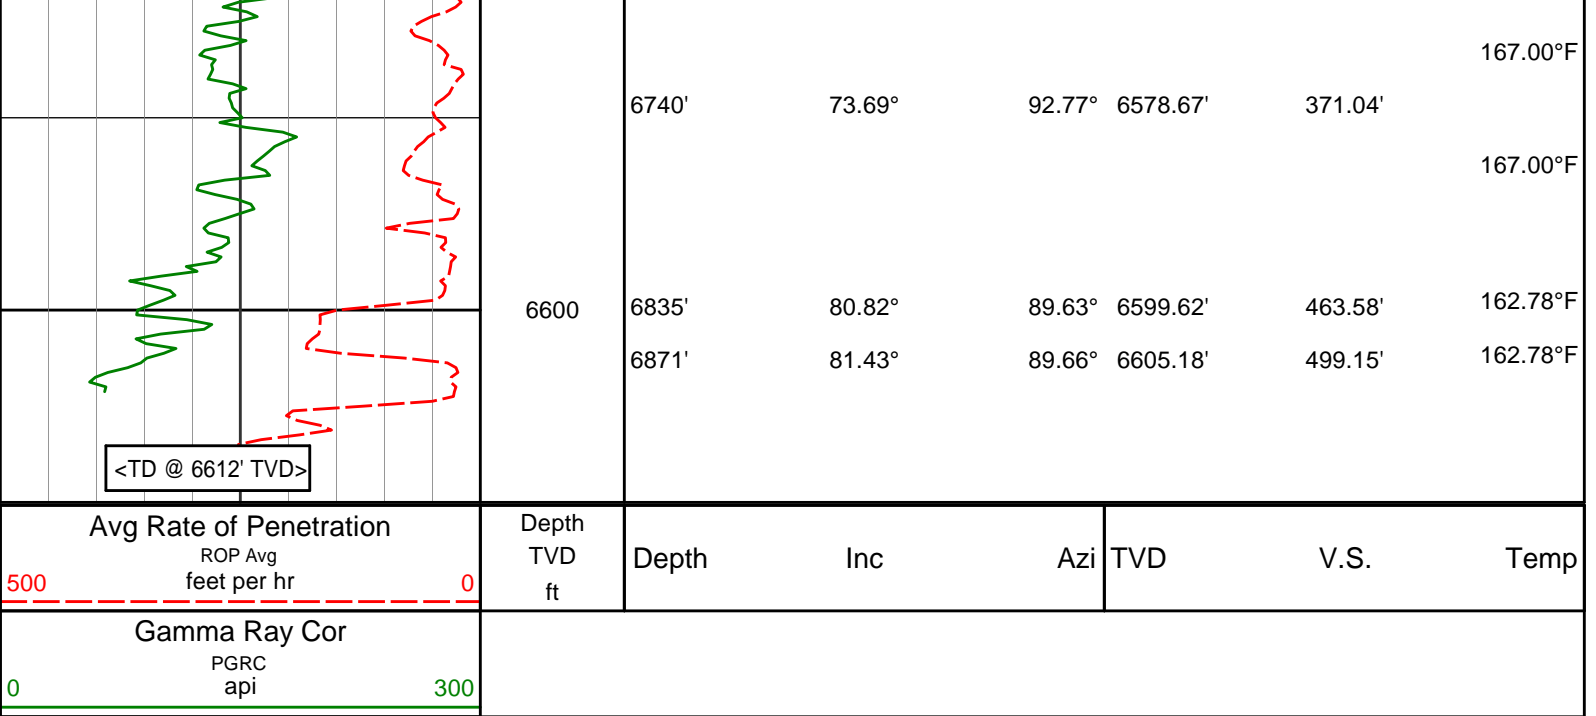 167.00°F
6740' 73.69° 92.77° 6578.67' 371.04'
167.00°F
6600 6835' 80.82° 89.63° 6599.62' 463.58' 162.78°F
6871' 81.43° 89.66° 6605.18' 499.15' 162.78°F
<TD @ 6612' TVD>
Avg Rate of Penetration
ROP Avg
feet per hr
500 0
Depth
TVD
ft
Depth Inc Azi TVD V.S. Temp
Gamma Ray Cor
PGRC
api
0 300